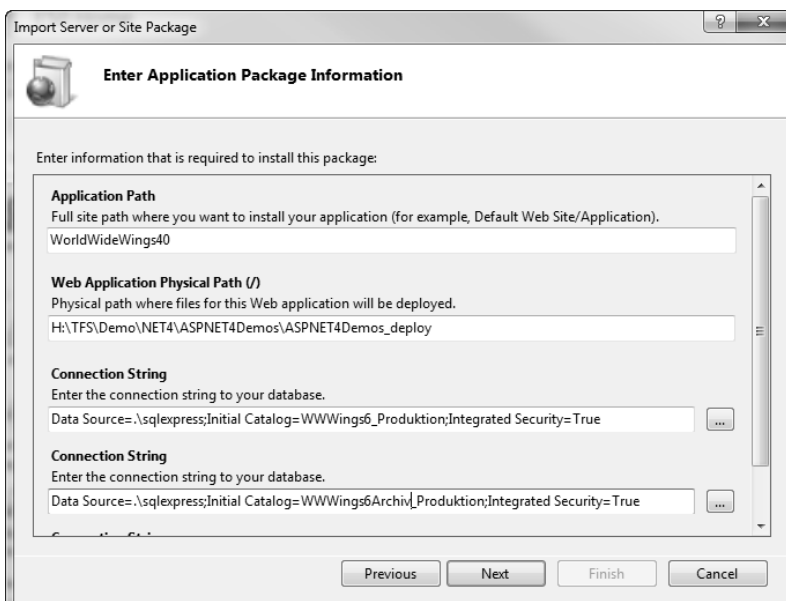 Import Server or Site Package
Enter Application Package Information
Enter information that is required to install this package:
Application Path
Full site path where you want to install your application (for example, Default Web Site/Application).
WorldWideWings40
Web Application Physical Path (/)
Physical path where files for this Web application will be deployed.
H:\TFS\Demo\NET4\ASPNET4Demos\ASPNET4Demos_deploy
Connection String
Enter the connection string to your database.
Data Source=.\sqlexpress;Initial Catalog=WWWings6_Produktion;Integrated Security=True
...
Connection String
Enter the connection string to your database.
Data Source=.\sqlexpress;Initial Catalog=WWWings6Archiv_Produktion;Integrated Security=True
...
Previous
Next
Finish
Cancel